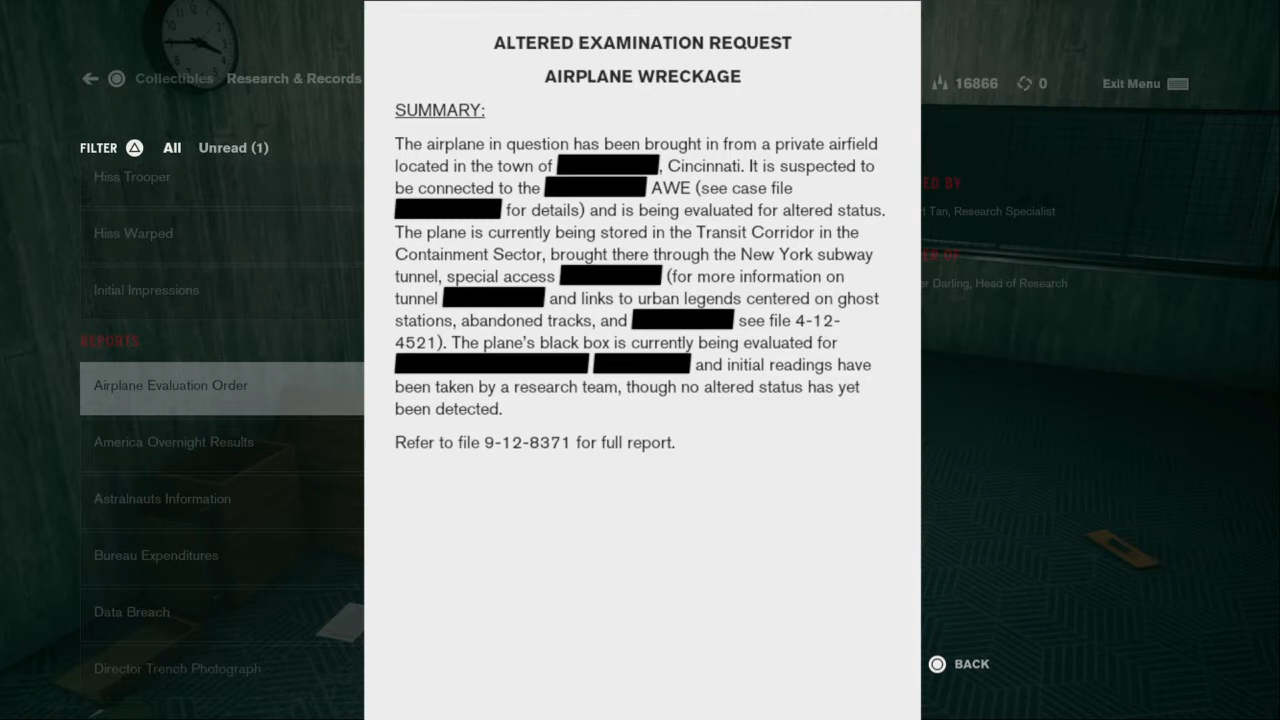 Collectibles Research & Records
16866
0
Exit Menu
FILTER All Unread (1)
Hiss Trooper
Hiss Warped
Initial Impressions
REPORTS
Airplane Evaluation Order
America Overnight Results
Astralnauts Information
Bureau Expenditures
Data Breach
Director Trench Photograph
ALTERED EXAMINATION REQUEST
AIRPLANE WRECKAGE
SUMMARY:
The airplane in question has been brought in from a private airfield
located in the town of , Cincinnati. It is suspected to
be connected to the AWE (see case file
for details) and is being evaluated for altered status.
The plane is currently being stored in the Transit Corridor in the
Containment Sector, brought there through the New York subway
tunnel, special access (for more information on
tunnel and links to urban legends centered on ghost
stations, abandoned tracks, and see file 4-12-
4521). The plane's black box is currently being evaluated for
and initial readings have
been taken by a research team, though no altered status has yet
been detected.
Refer to file 9-12-8371 for full report.
ED BY
Tan, Research Specialist
ER OF
er Darling, Head of Research
BACK